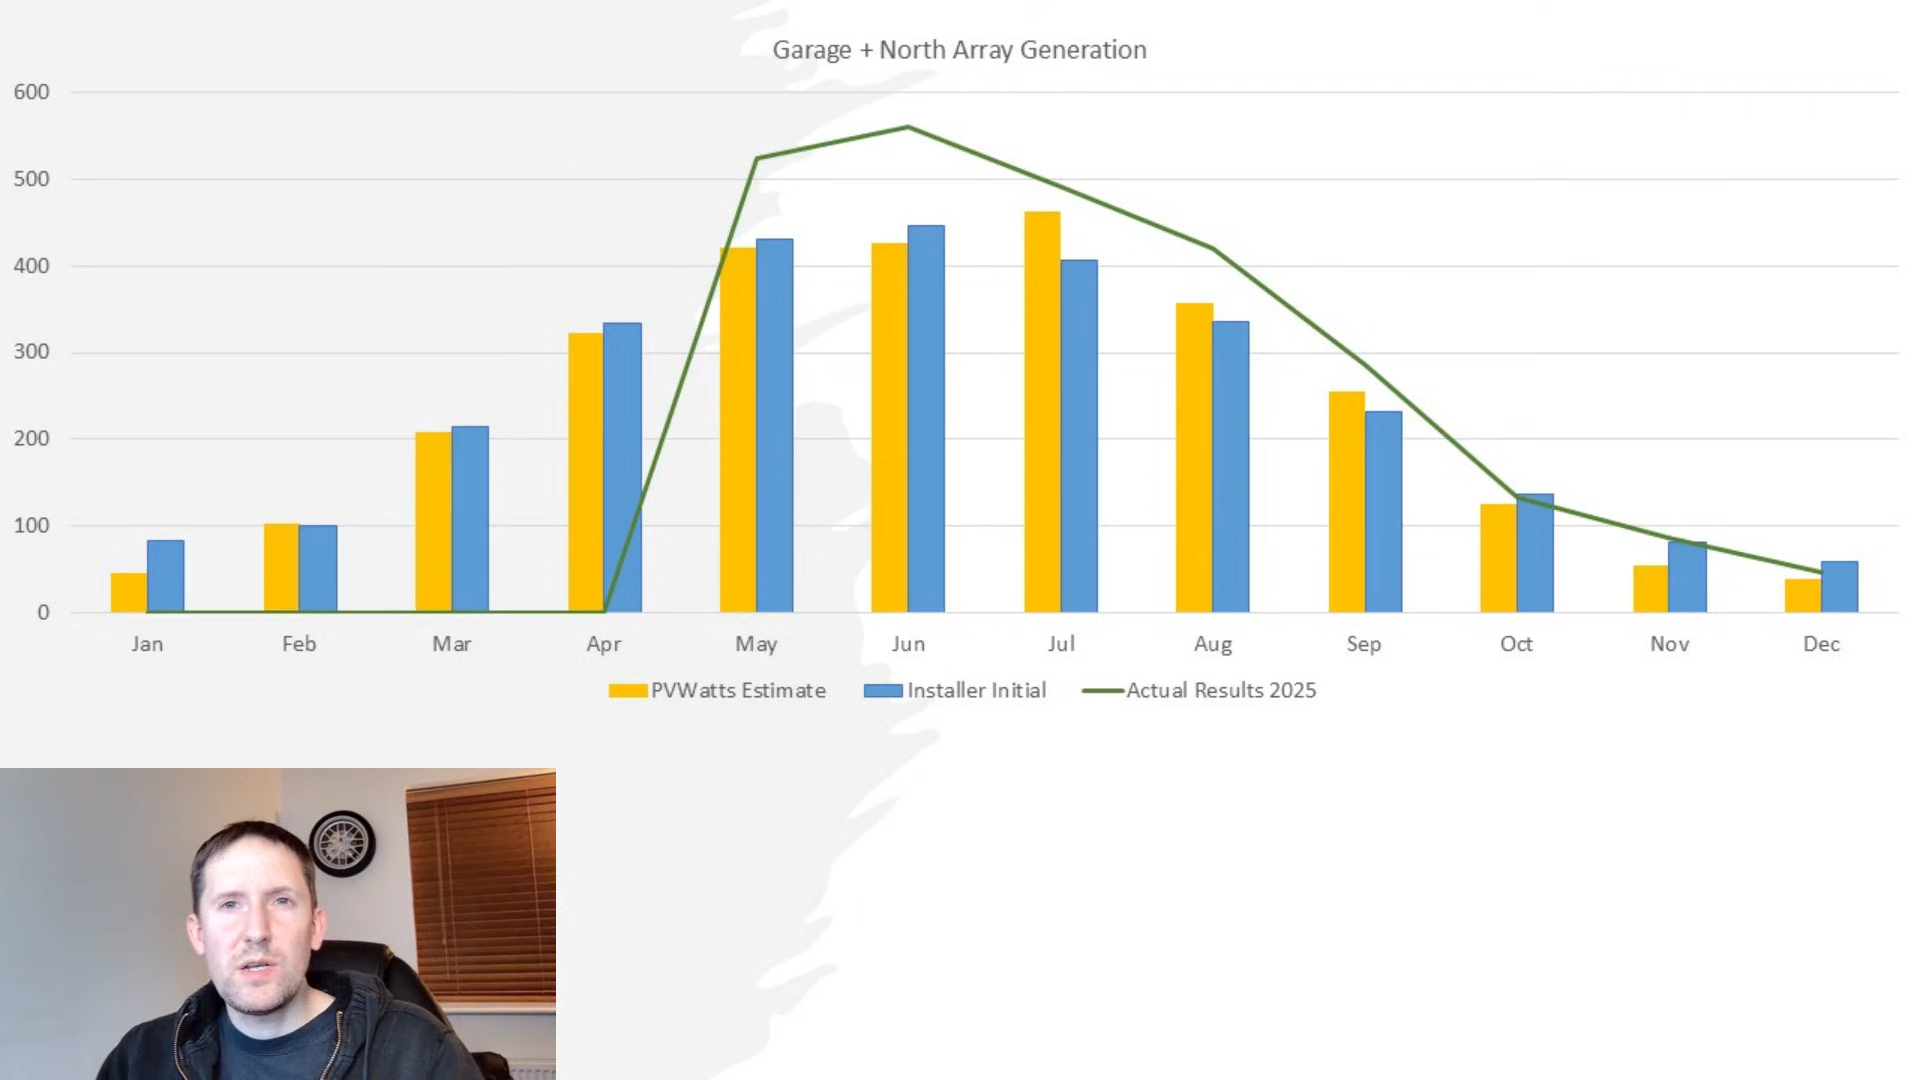 Garage + North Array Generation
600
500
400
300
200
100
0
Jan Feb Mar Apr May Jun Jul Aug Sep Oct Nov Dec
PVWatts Estimate Installer Initial Actual Results 2025